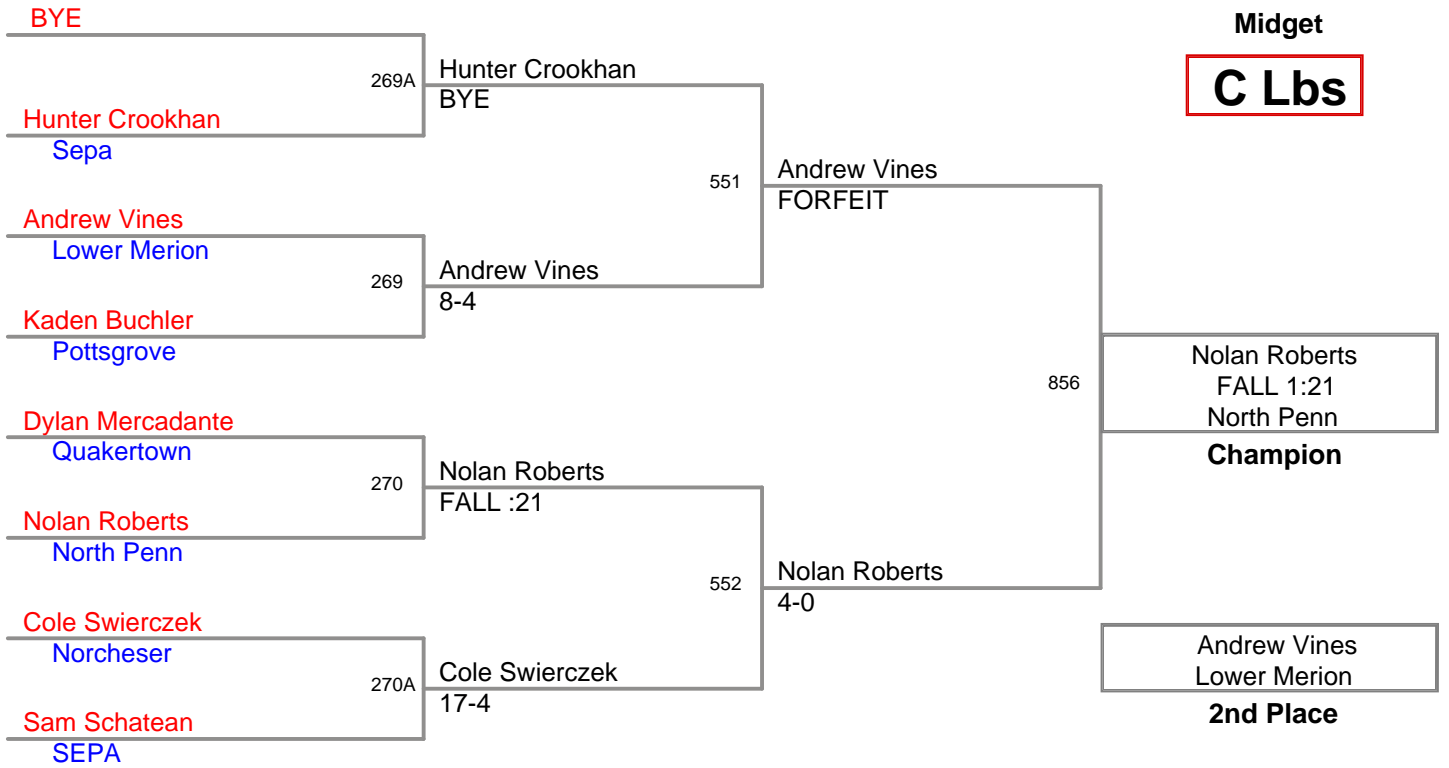 BYE
Midget
C Lbs
269A
Hunter Crookhan
BYE
Hunter Crookhan
Sepa
551
Andrew Vines
FORFEIT
Andrew Vines
Lower Merion
269
Andrew Vines
8-4
Kaden Buchler
Pottsgrove
856
Nolan Roberts
FALL 1:21
North Penn
Champion
Dylan Mercadante
Quakertown
270
Nolan Roberts
FALL :21
Nolan Roberts
North Penn
552
Nolan Roberts
4-0
Cole Swierczek
Norcheser
270A
Cole Swierczek
17-4
Andrew Vines
Lower Merion
2nd Place
Sam Schatean
SEPA